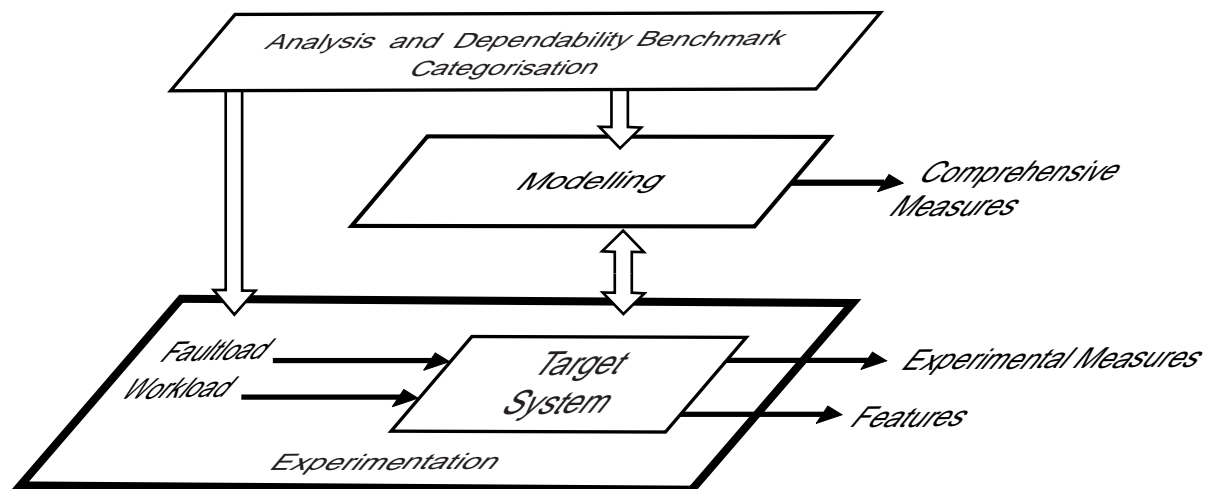 Analysis and Dependability Benchmark
Categorisation
Modelling
Comprehensive
Measures
Faultload
Workload
Target
System
Experimental Measures
Features
Experimentation